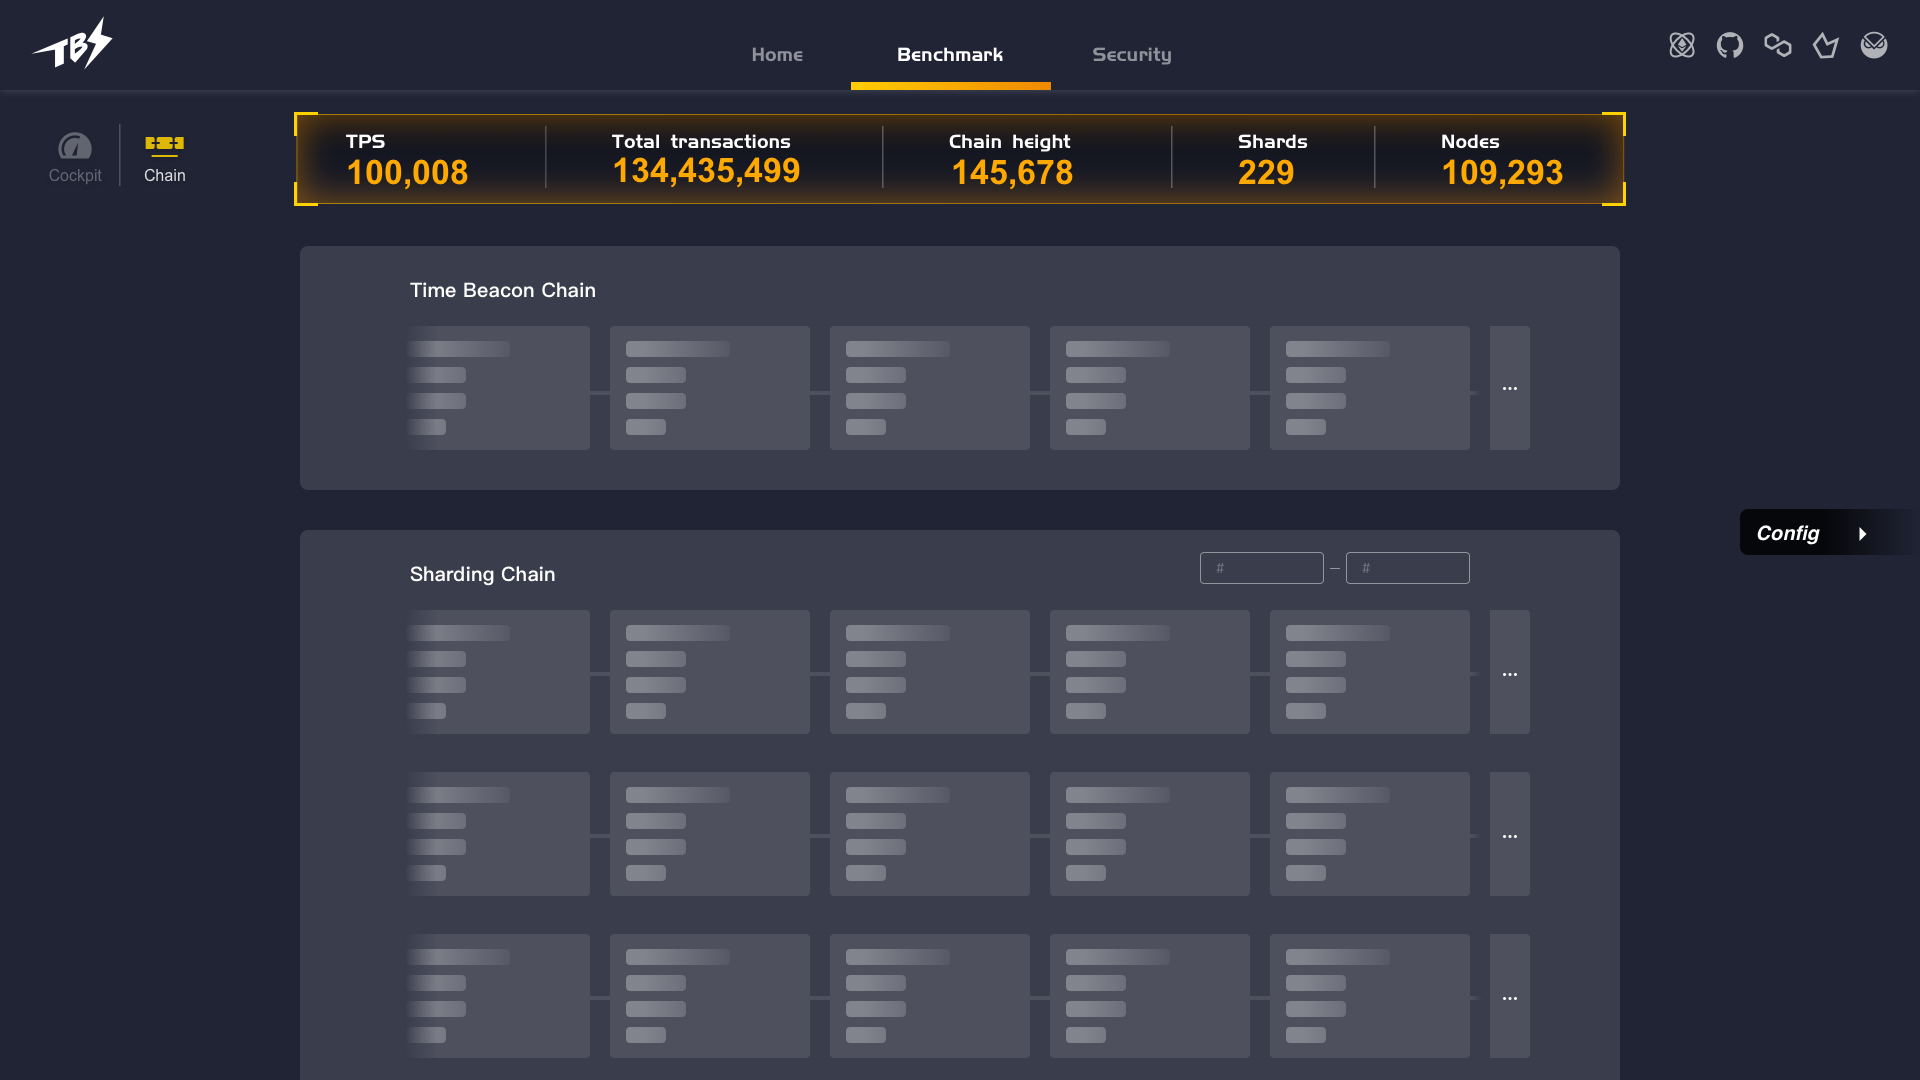 TBS
Home Benchmark Security
Cockpit Chain
TPS Total transactions Chain height Shards Nodes
100,008 134,435,499 145,678 229 109,293
Time Beacon Chain
...
Config
Sharding Chain # – #
...
...
...